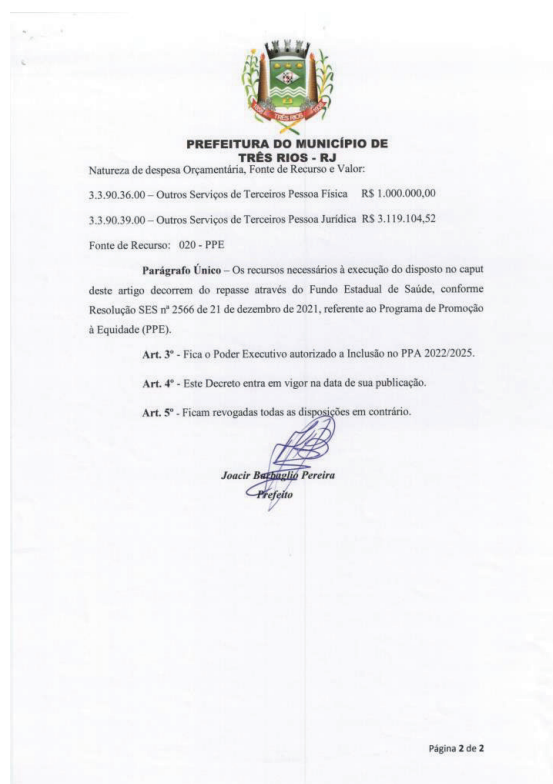 TRÊS RIOS
PREFEITURA DO MUNICÍPIO DE
TRÊS RIOS - RJ
Natureza de despesa Orçamentária, Fonte de Recurso e Valor:
3.3.90.36.00 – Outros Serviços de Terceiros Pessoa Física R$ 1.000.000,00
3.3.90.39.00 – Outros Serviços de Terceiros Pessoa Jurídica R$ 3.119.104,52
Fonte de Recurso: 020 - PPE
Parágrafo Único – Os recursos necessários à execução do disposto no caput
deste artigo decorrem do repasse através do Fundo Estadual de Saúde, conforme
Resolução SES nº 2566 de 21 de dezembro de 2021, referente ao Programa de Promoção
à Equidade (PPE).
Art. 3º - Fica o Poder Executivo autorizado a Inclusão no PPA 2022/2025.
Art. 4º - Este Decreto entra em vigor na data de sua publicação.
Art. 5º - Ficam revogadas todas as disposições em contrário.
Joacir Barbaglio Pereira
Prefeito
Página 2 de 2